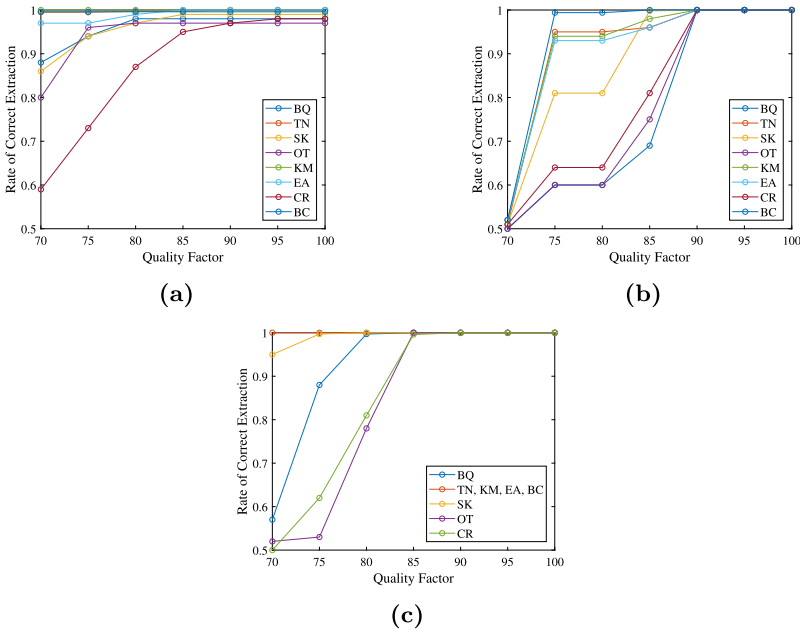 1
0.9
0.8
0.7
0.6
0.5
Rate of Correct Extraction
70 75 80 85 90 95 100
Quality Factor
BQ
TN
SK
OT
KM
EA
CR
BC
(a)
1
0.9
0.8
0.7
0.6
0.5
Rate of Correct Extraction
70 75 80 85 90 95 100
Quality Factor
BQ
TN
SK
OT
KM
EA
CR
BC
(b)
1
0.9
0.8
0.7
0.6
0.5
Rate of Correct Extraction
70 75 80 85 90 95 100
Quality Factor
BQ
TN, KM, EA, BC
SK
OT
CR
(c)